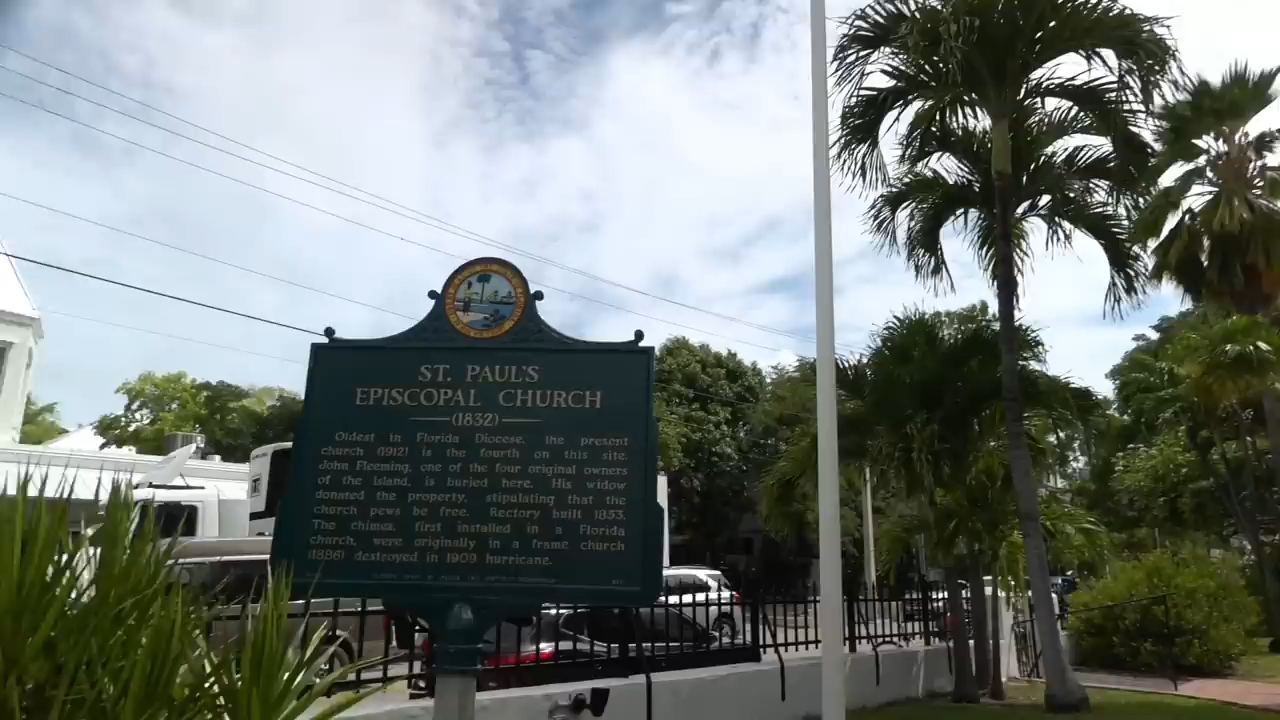 ST. PAUL'S
EPISCOPAL CHURCH
(1832)
Oldest in Florida Diocese, the present
church (1912) is the fourth on this site.
John Fleeming, one of the four original owners
of the island, is buried here. His widow
donated the property, stipulating that the
church pews be free. Rectory built 1853.
The chimes, first installed in a Florida
church, were originally in a frame church
(1886) destroyed in 1909 hurricane.